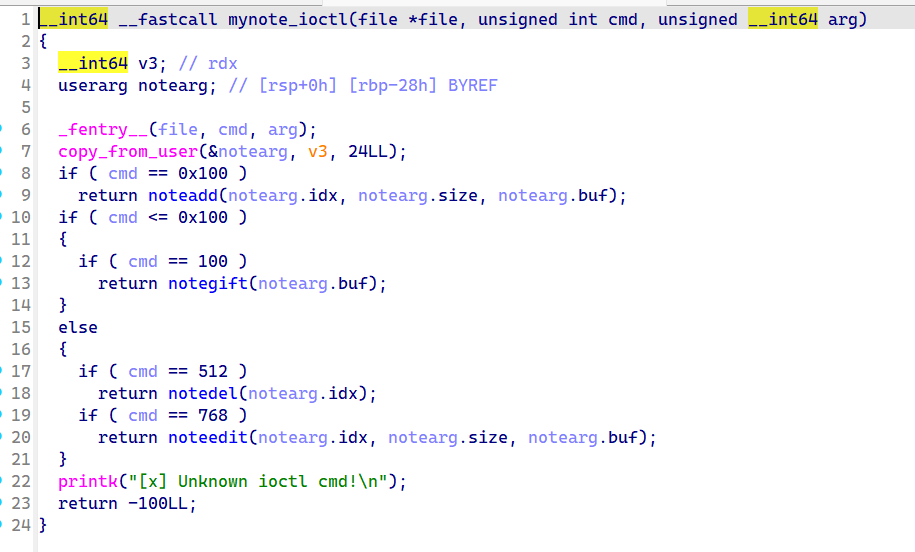 1 __int64 __fastcall mynote_ioctl(file *file, unsigned int cmd, unsigned __int64 arg)
2 {
3   __int64 v3; // rdx
4   userarg notearg; // [rsp+0h] [rbp-28h] BYREF
5
6   _fentry__(file, cmd, arg);
7   copy_from_user(&notearg, v3, 24LL);
8   if ( cmd == 0x100 )
9     return noteadd(notearg.idx, notearg.size, notearg.buf);
10   if ( cmd <= 0x100 )
11   {
12     if ( cmd == 100 )
13       return notegift(notearg.buf);
14   }
15   else
16   {
17     if ( cmd == 512 )
18       return notedel(notearg.idx);
19     if ( cmd == 768 )
20       return noteedit(notearg.idx, notearg.size, notearg.buf);
21   }
22   printk("[x] Unknown ioctl cmd!\n");
23   return -100LL;
24 }